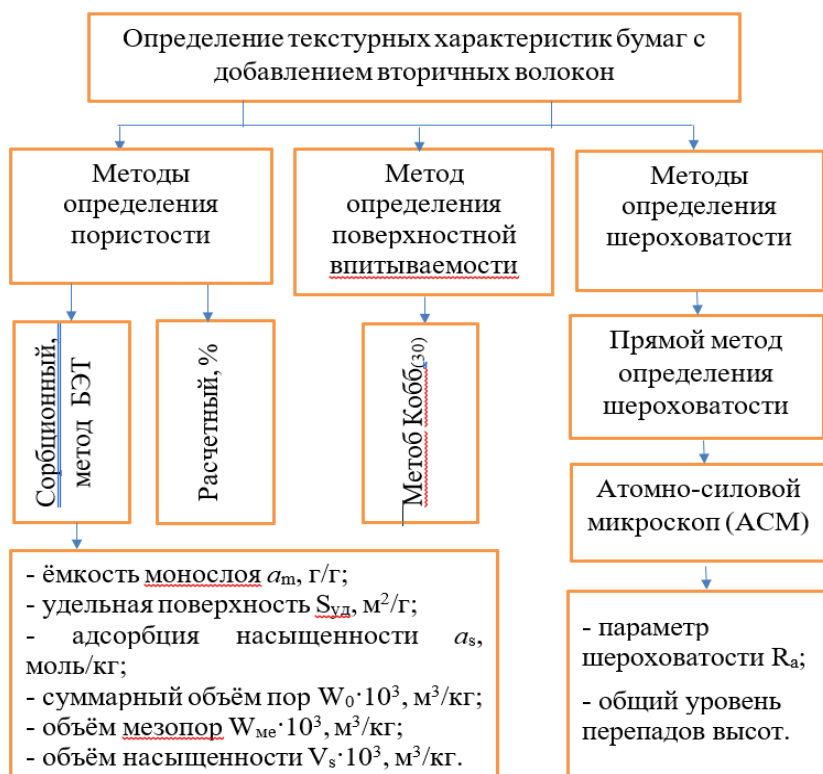 Определение текстурных характеристик бумаг с
добавлением вторичных волокон
Методы
определения
пористости
Метод
определения
поверхностной
впитываемости
Методы
определения
шероховатости
Сорбционный,
метод БЭТ
Расчетный, %
Метоб Кобб(30)
Прямой метод
определения
шероховатости
Атомно-силовой
микроскоп (АСМ)
- ёмкость монослоя aₘ, г/г;
- удельная поверхность Sуд, м²/г;
- адсорбция насыщенности aₛ,
моль/кг;
- суммарный объём пор W₀·10³, м³/кг;
- объём мезопор Wме·10³, м³/кг;
- объём насыщенности Vₛ·10³, м³/кг.
- параметр
шероховатости Rₐ;
- общий уровень
перепадов высот.